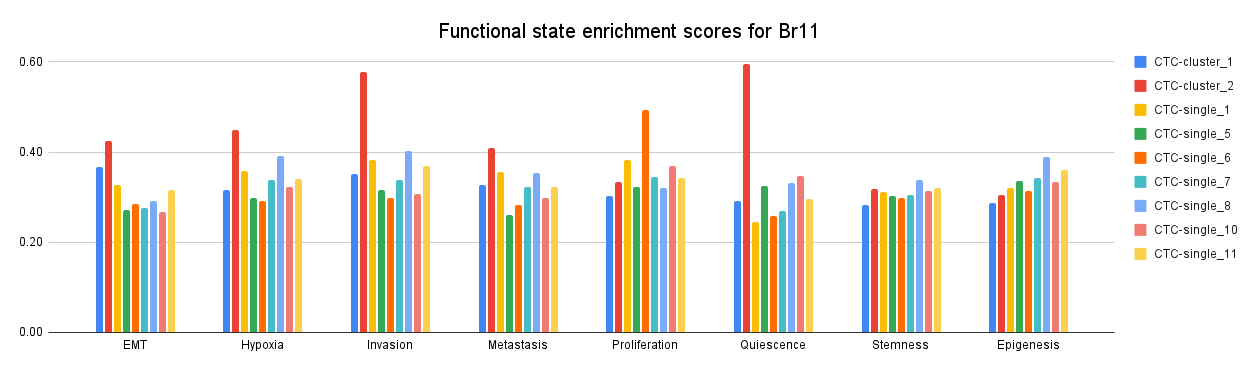 Functional state enrichment scores for Br11
0.60
0.40
0.20
0.00
EMT
Hypoxia
Invasion
Metastasis
Proliferation
Quiescence
Stemness
Epigenesis
CTC-cluster_1
CTC-cluster_2
CTC-single_1
CTC-single_5
CTC-single_6
CTC-single_7
CTC-single_8
CTC-single_10
CTC-single_11